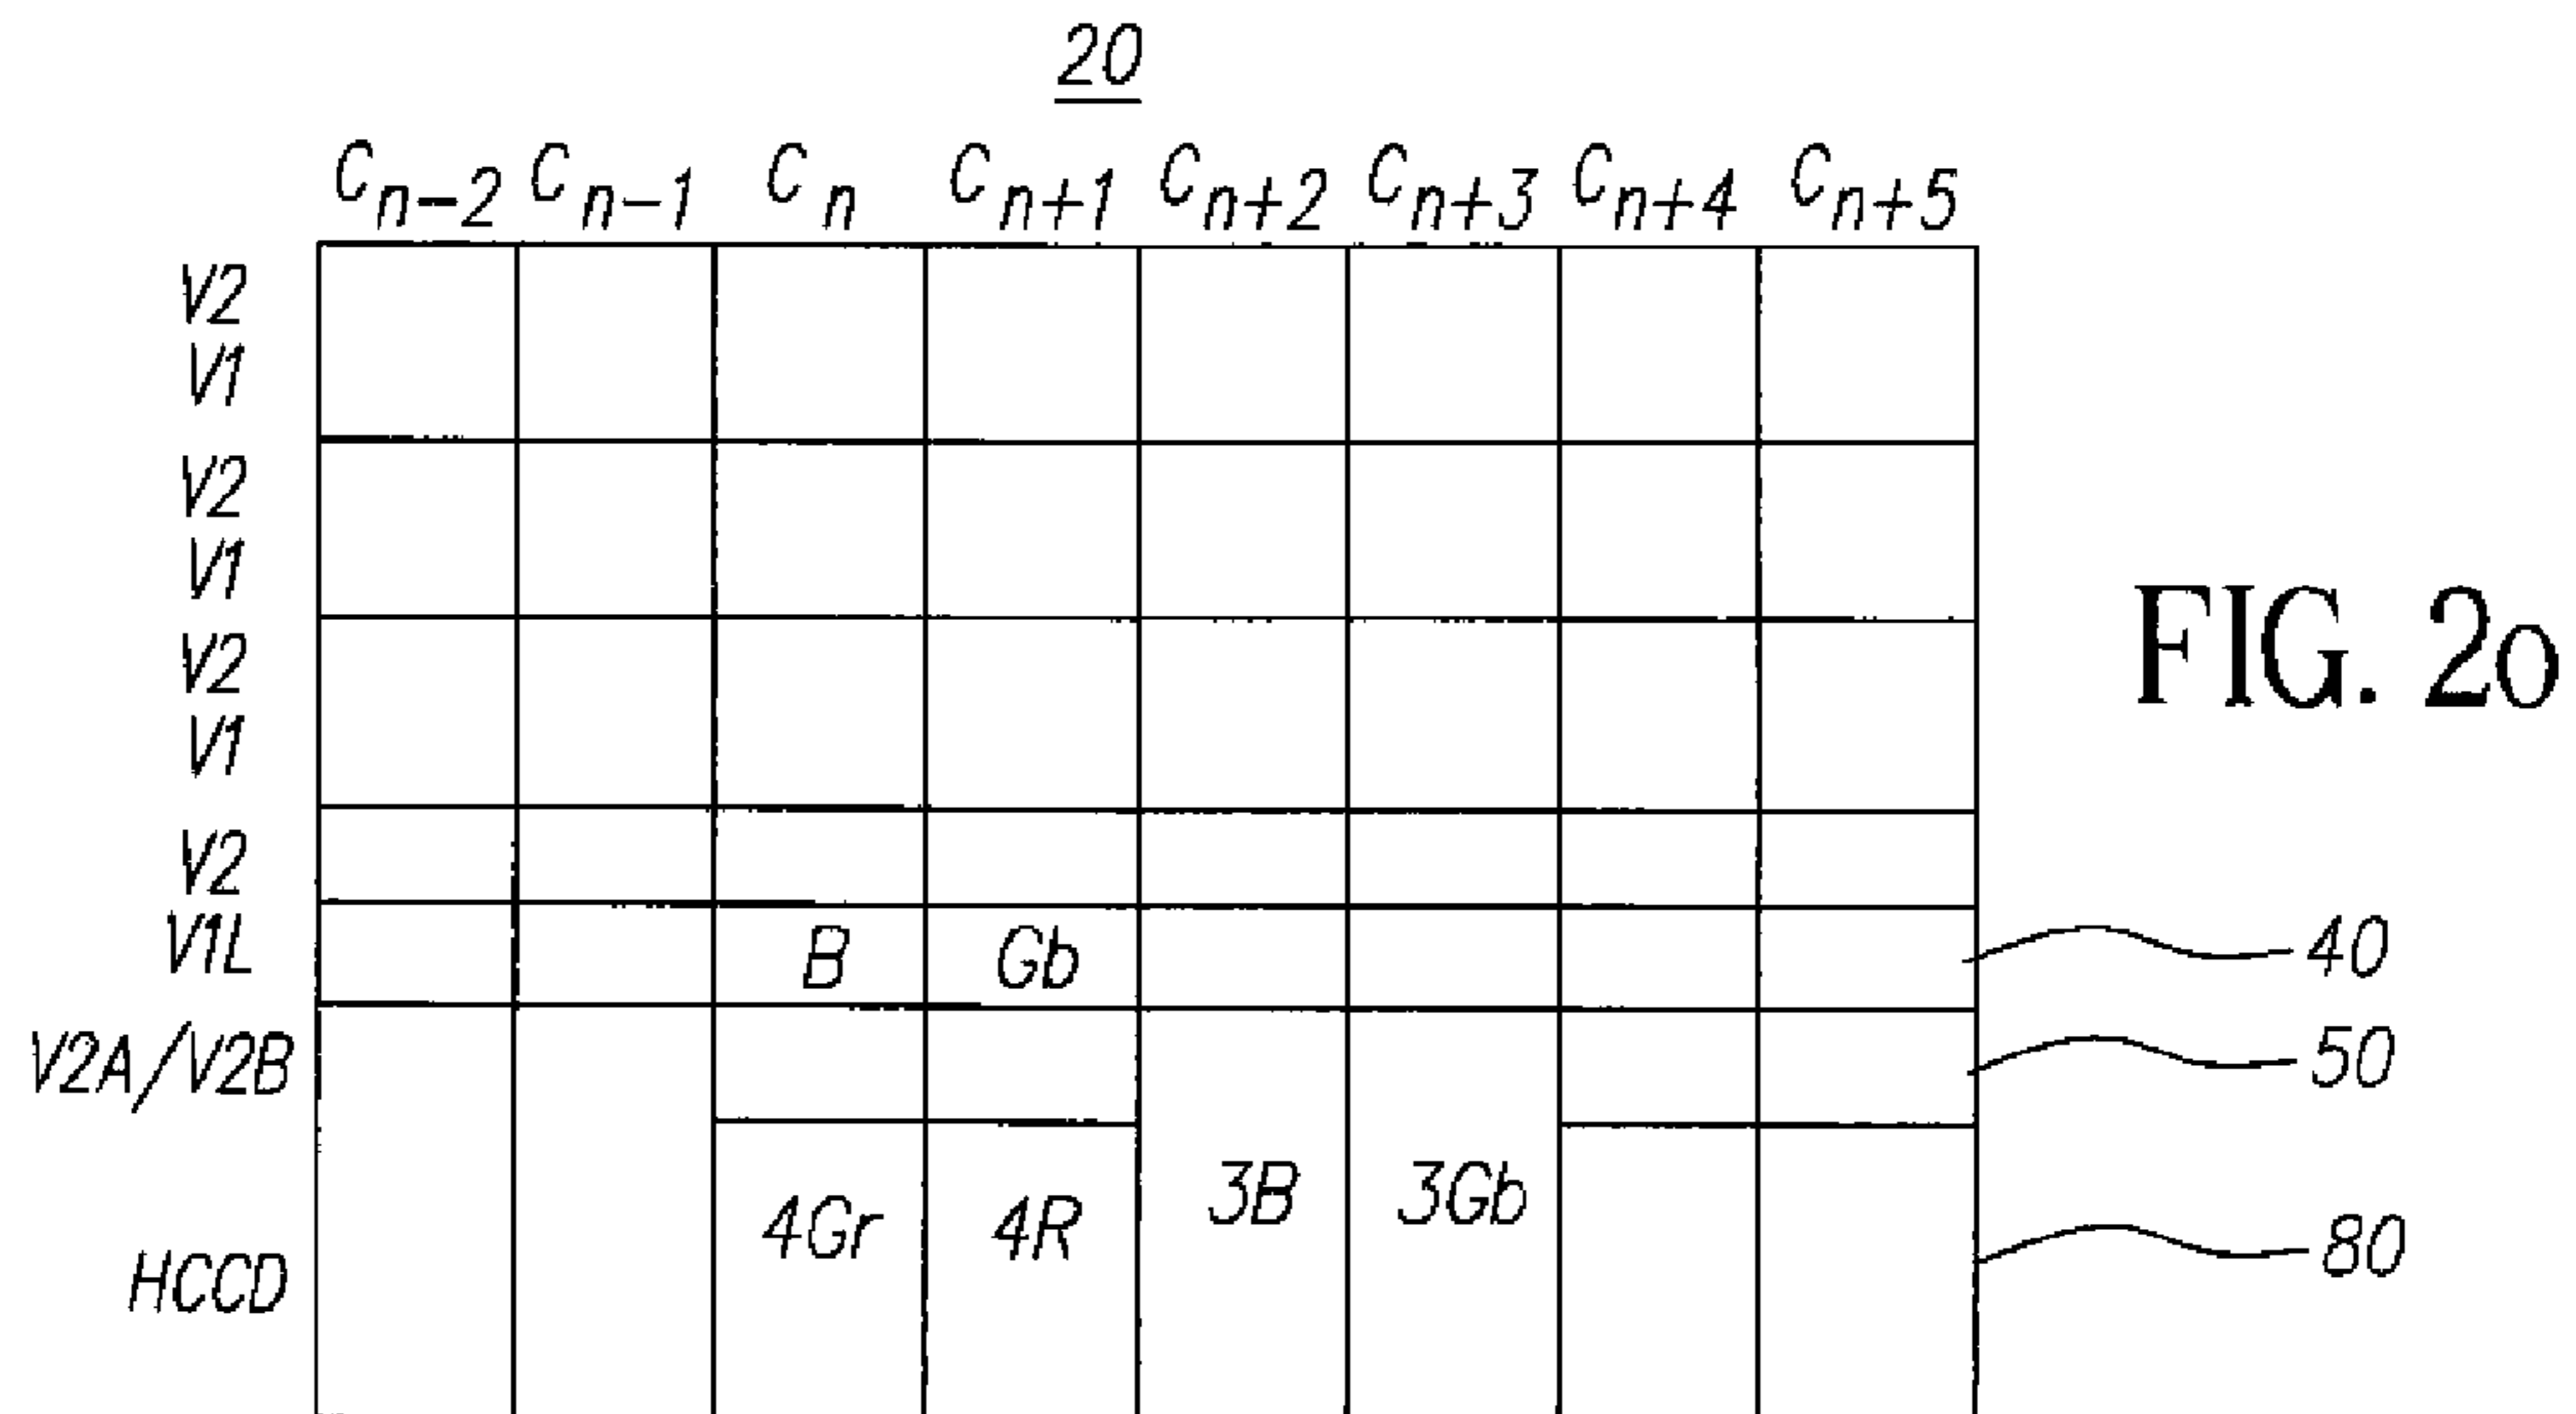 20
Cn-2 Cn-1 Cn Cn+1 Cn+2 Cn+3 Cn+4 Cn+5
V2
V1
V2
V1
V2
V1
V2
V1L B Gb 40
V2A/V2B 50
4Gr 4R 3B 3Gb
HCCD 80
FIG. 2o